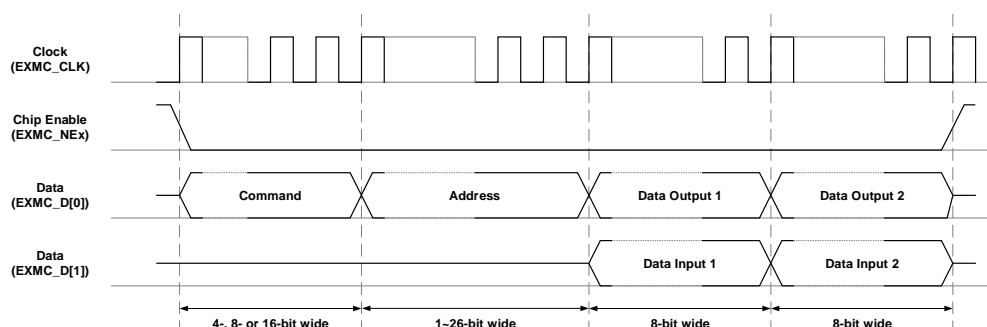 Clock
(EXMC_CLK)
Chip Enable
(EXMC_NEx)
Data
(EXMC_D[0])
Command
Address
Data Output 1
Data Output 2
Data
(EXMC_D[1])
Data Input 1
Data Input 2
4-, 8- or 16-bit wide
1~26-bit wide
8-bit wide
8-bit wide